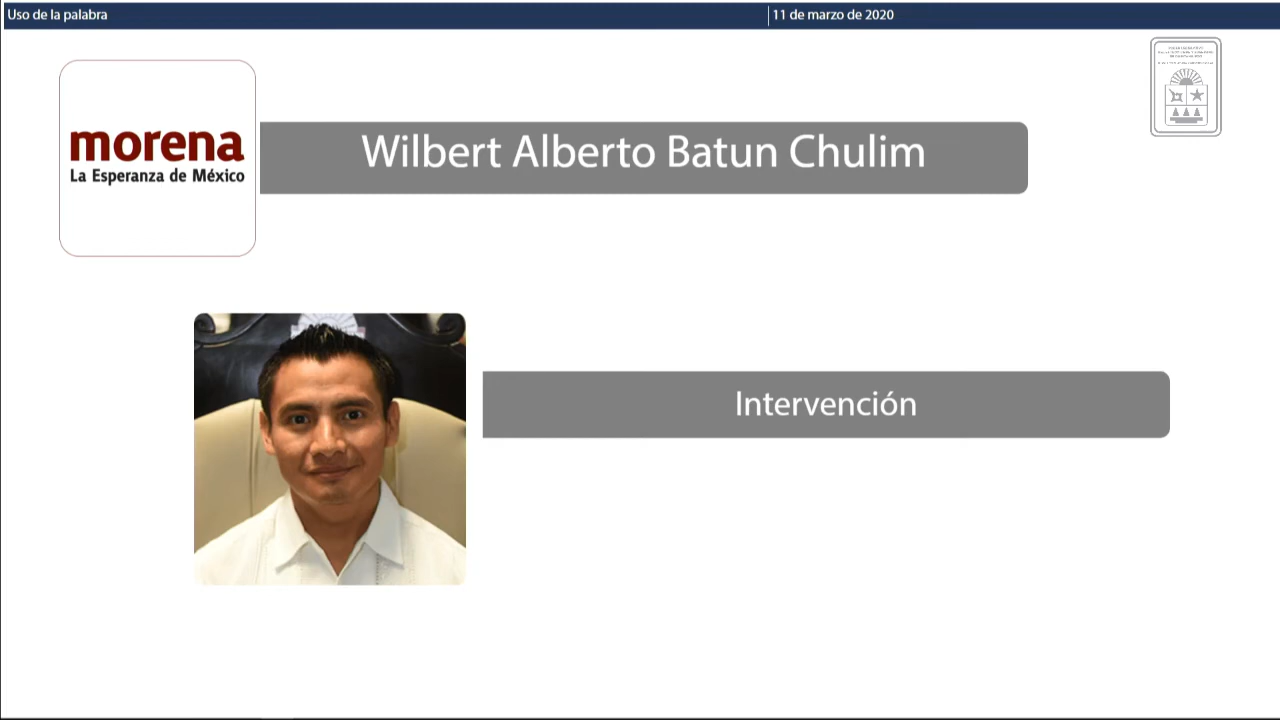 Uso de la palabra
11 de marzo de 2020
morena
La Esperanza de México
Wilbert Alberto Batun Chulim
Intervención